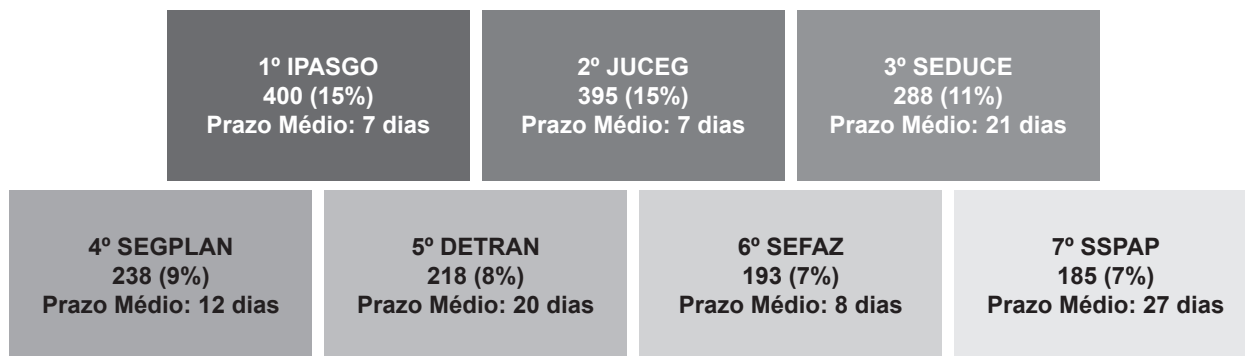 1º IPASGO
400 (15%)
Prazo Médio: 7 dias
2º JUCEG
395 (15%)
Prazo Médio: 7 dias
3º SEDUCE
288 (11%)
Prazo Médio: 21 dias
4º SEGPLAN
238 (9%)
Prazo Médio: 12 dias
5º DETRAN
218 (8%)
Prazo Médio: 20 dias
6º SEFAZ
193 (7%)
Prazo Médio: 8 dias
7º SSPAP
185 (7%)
Prazo Médio: 27 dias